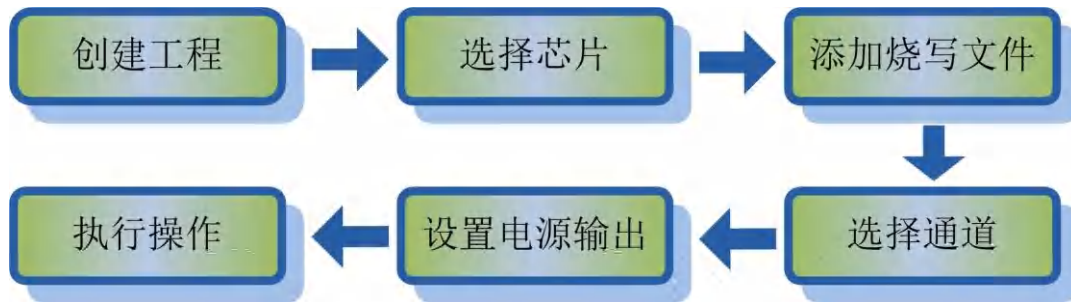 创建工程
选择芯片
添加烧写文件
选择通道
设置电源输出
执行操作